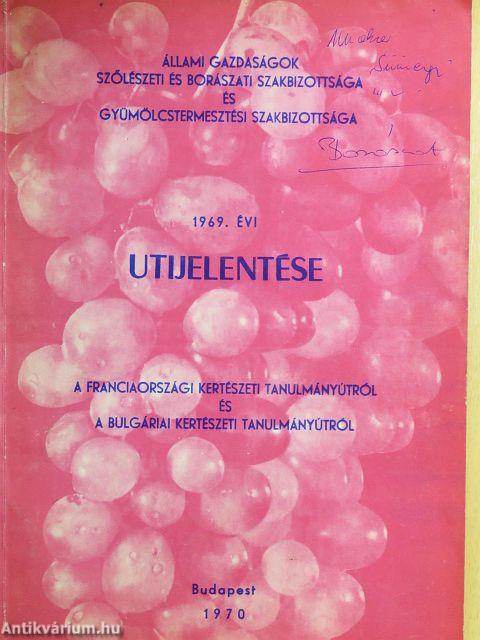 ÁLLAMI GAZDASÁGOK
SZŐLÉSZETI ÉS BORÁSZATI SZAKBIZOTTSÁGA
ÉS
GYÜMÖLCSTERMESZTÉSI SZAKBIZOTTSÁGA
1969. ÉVI
UTIJELENTÉSE
A FRANCIAORSZÁGI KERTÉSZETI TANULMÁNYÚTRÓL
ÉS
A BULGÁRIAI KERTÉSZETI TANULMÁNYÚTRÓL
Budapest
1970
Antikvárium.hu